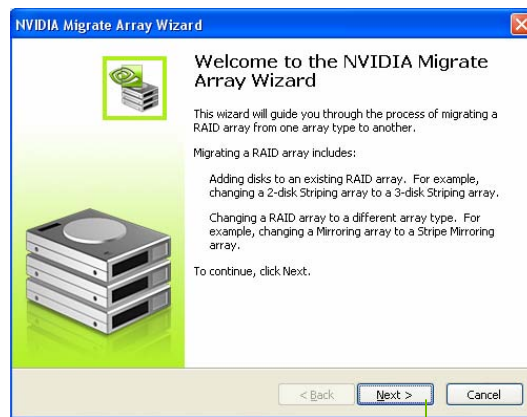 NVIDIA Migrate Array Wizard
Welcome to the NVIDIA Migrate
Array Wizard
This wizard will guide you through the process of migrating a
RAID array from one array type to another.
Migrating a RAID array includes:
Adding disks to an existing RAID array. For example,
changing a 2-disk Striping array to a 3-disk Striping array.
Changing a RAID array to a different array type. For
example, changing a Mirroring array to a Stripe Mirroring
array.
To continue, click Next.
< Back
Next >
Cancel